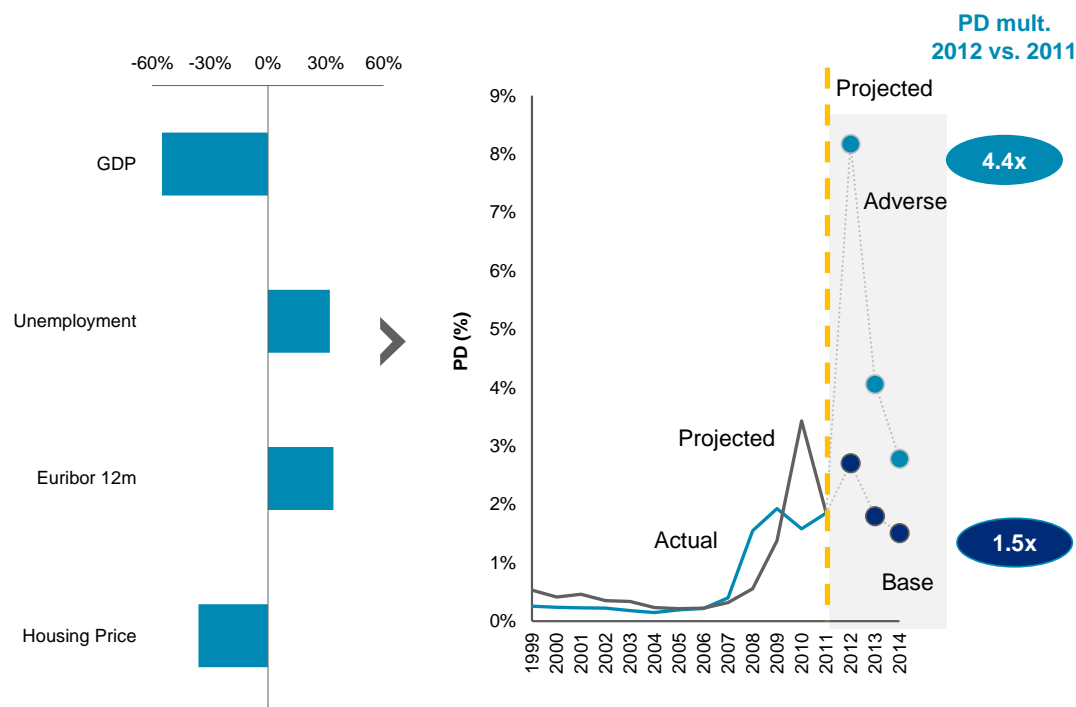 PD mult.
2012 vs. 2011
-60% -30% 0% 30% 60%
GDP
Unemployment
Euribor 12m
Housing Price
PD (%)
9%
8%
7%
6%
5%
4%
3%
2%
1%
0%
Projected
Adverse
Projected
Actual
Base
4.4x
1.5x
1999
2000
2001
2002
2003
2004
2005
2006
2007
2008
2009
2010
2011
2012
2013
2014